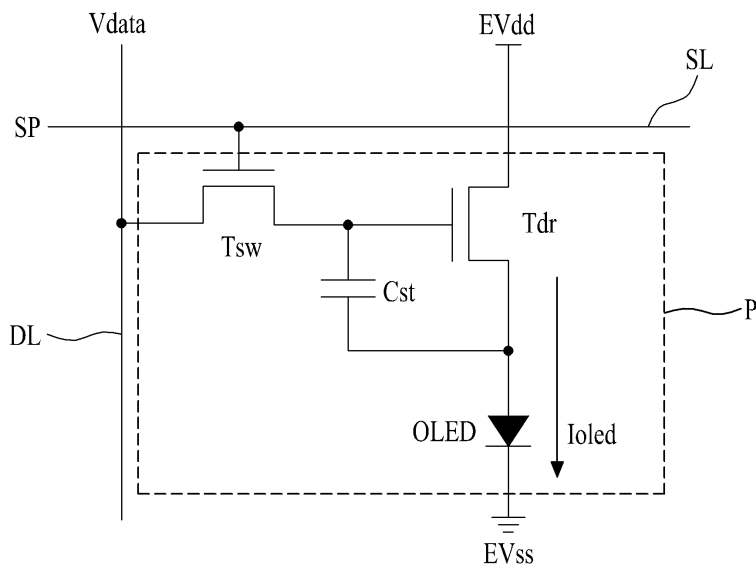 Vdata
EVdd
SL
SP
Tdr
Tsw
Cst
P
DL
OLED
Ioled
EVss